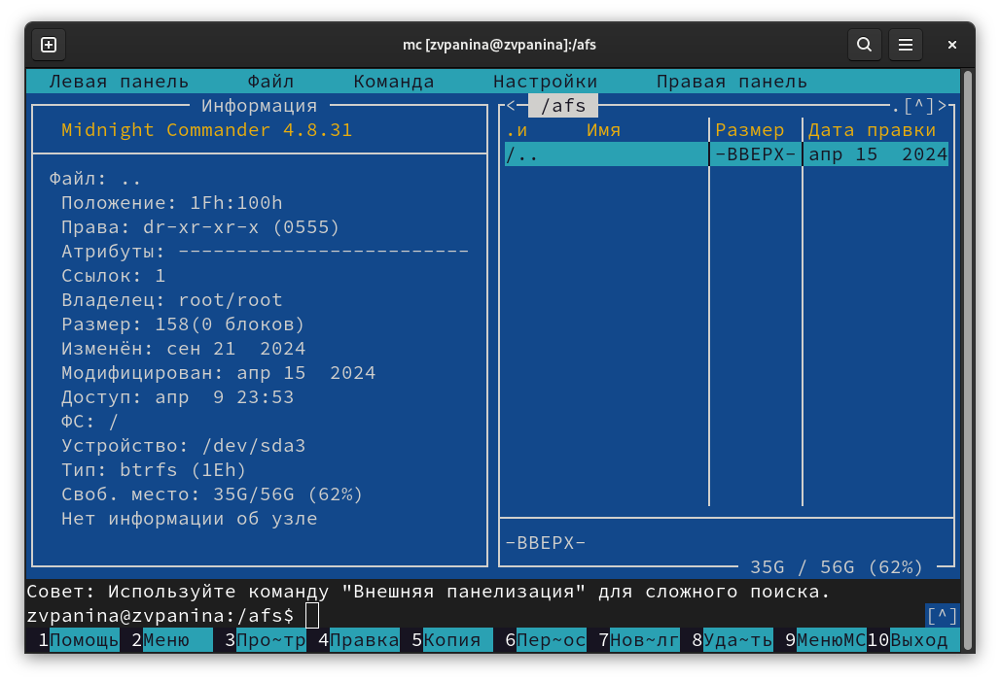 mc [zvpanina@zvpanina]:/afs
Левая панель Файл Команда Настройки Правая панель
Информация
Midnight Commander 4.8.31
Файл: ..
Положение: 1Fh:100h
Права: dr-xr-xr-x (0555)
Атрибуты: -------------------------
Ссылок: 1
Владелец: root/root
Размер: 158(0 блоков)
Изменён: сен 21 2024
Модифицирован: апр 15 2024
Доступ: апр 9 23:53
ФС: /
Устройство: /dev/sda3
Тип: btrfs (1Eh)
Своб. место: 35G/56G (62%)
Нет информации об узле
<- /afs .[^]>
.и Имя Размер Дата правки
/.. -ВВЕРХ- апр 15 2024
-ВВЕРХ-
35G / 56G (62%)
Совет: Используйте команду "Внешняя панелизация" для сложного поиска.
zvpanina@zvpanina:/afs$ [^]
1Помощь 2Меню 3Про~тр 4Правка 5Копия 6Пер~ос 7Нов~лг 8Уда~ть 9МенюMC 10Выход